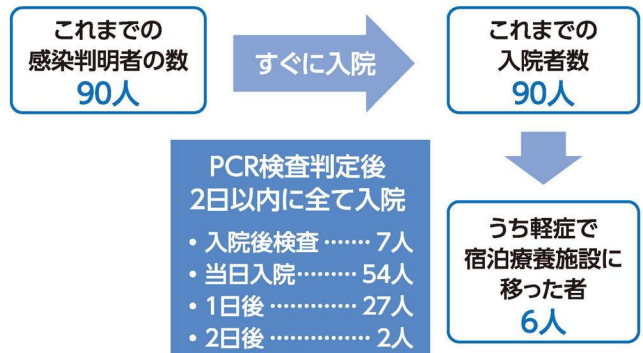 これまでの
感染判明者の数
90人
すぐに入院
これまでの
入院者数
90人
PCR検査判定後
2日以内に全て入院
• 入院後検査 ······· 7人
• 当日入院········· 54人
• 1日後 ············· 27人
• 2日後 ··············· 2人
うち軽症で
宿泊療養施設に
移った者
6人